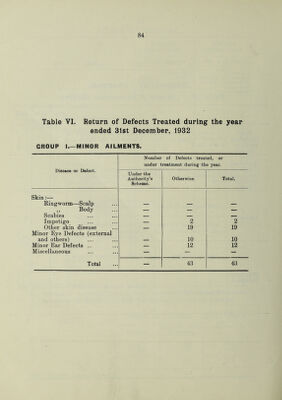 84
Table VI. Return of Defects Treated during the year
ended 31st December, 1932
GROUP I.—MINOR AILMENTS.
Number of Defects treated, or
under treatment during the year.
Disease or Defect.
Under the
Authority's
Scheme.
Otherwise
Total.
Skin :—
Ringworm—Scalp ... — — —
„ Body ... — — —
Scabies ... ... — — —
Impetigo ... ... — 2 2
Other skin disease ... — 19 19
Minor Eye Defects (external
and others) ... ... — 10 10
Minor Ear Defects .. ... — 12 12
Miscellaneous ... ... — — —
Total ... — 43 43